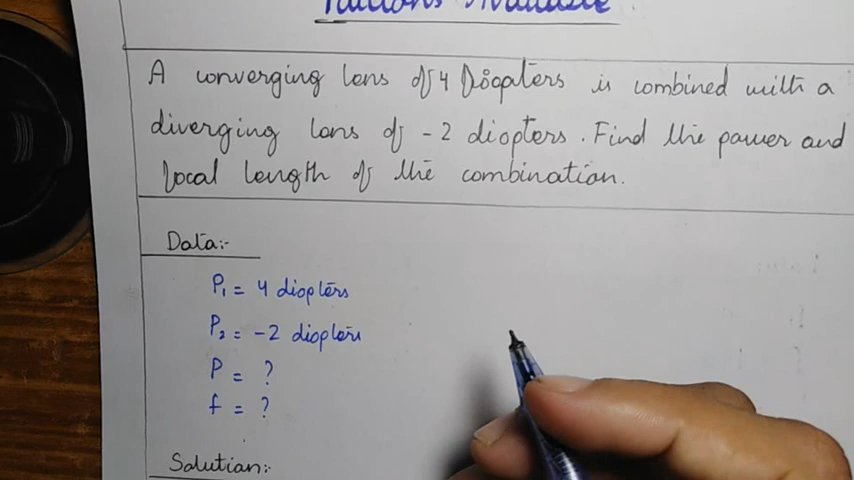 A converging lens of 4 Diopters is combined with a
diverging lens of -2 diopters. Find the power and
focal length of the combination.
Data:-
P₁ = 4 diopters
P₂ = -2 diopters
P = ?
f = ?
Solution:-